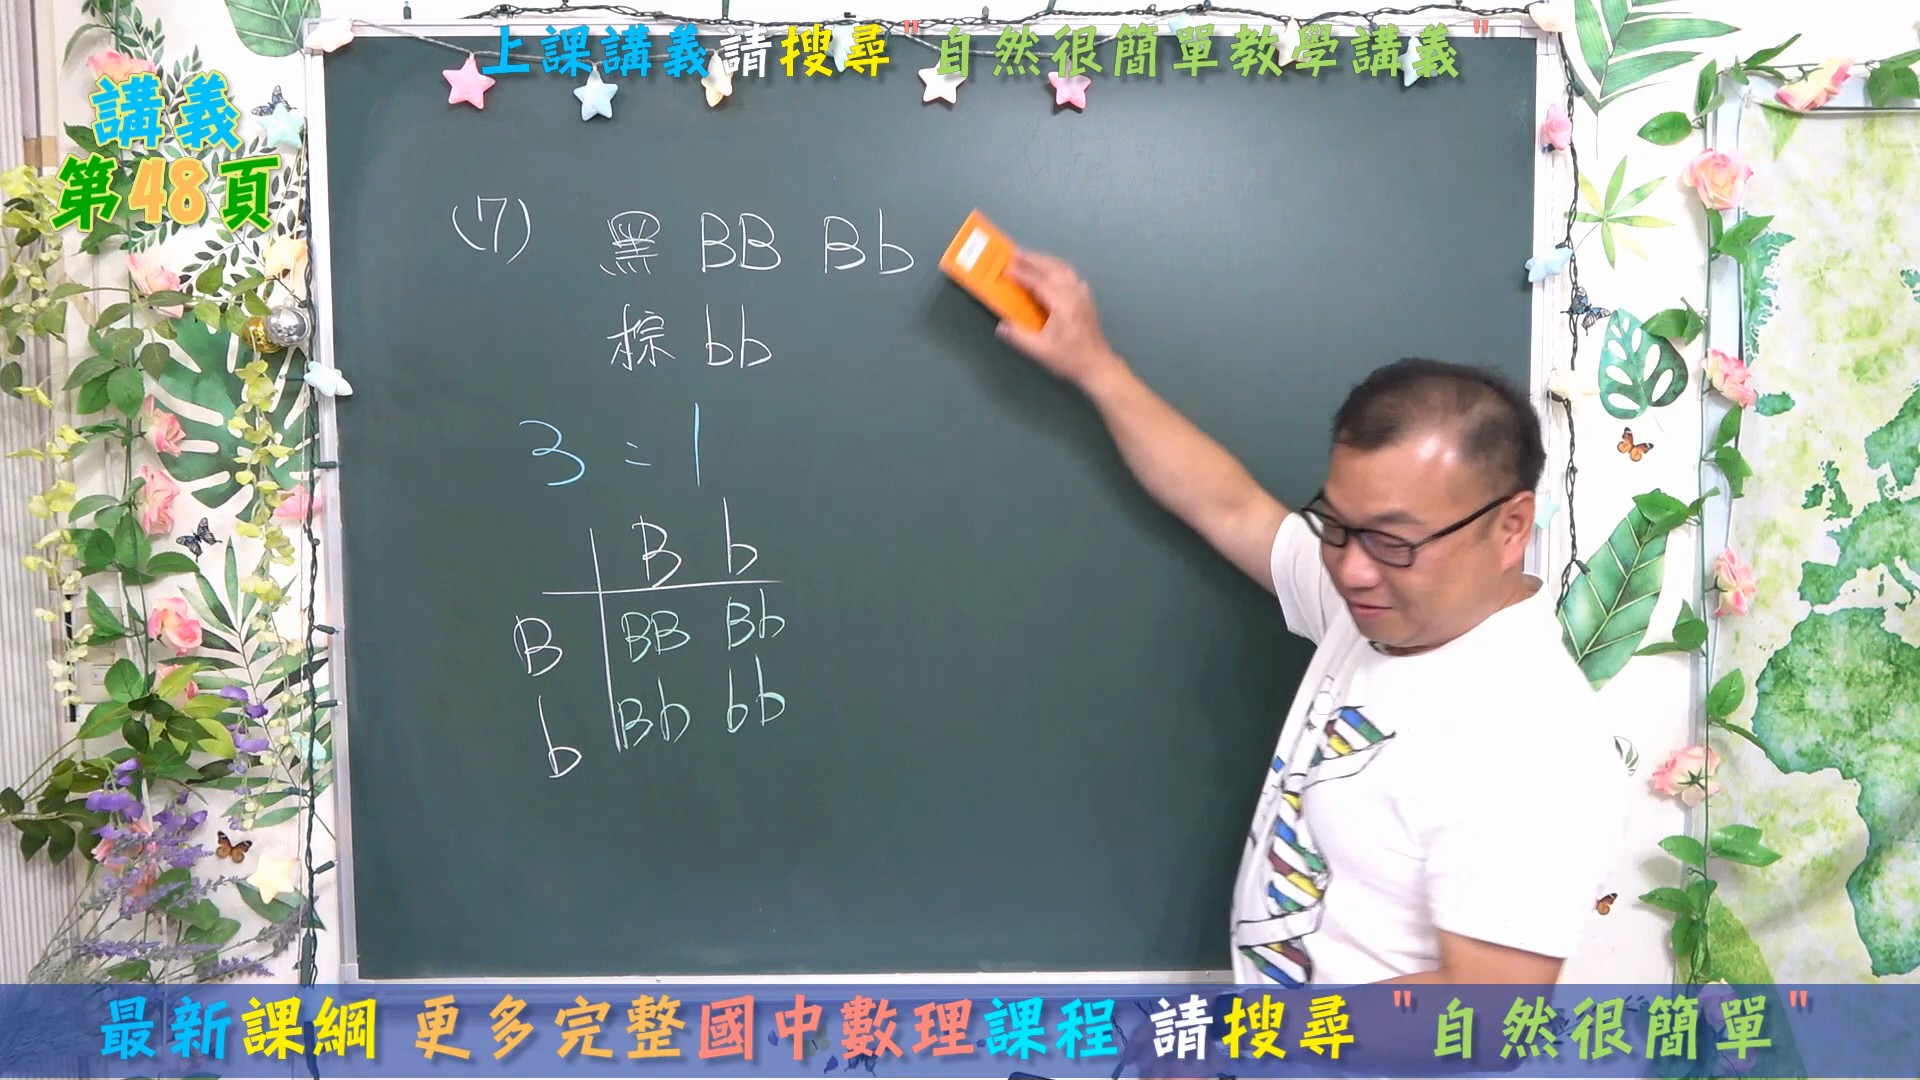 上課講義請搜尋"自然很簡單教學講義"
講義
第48頁
(7) 黑 BB Bb
棕 bb
3 : 1
B b
B BB Bb
b Bb bb
最新課綱 更多完整國中數理課程 請搜尋 "自然很簡單"